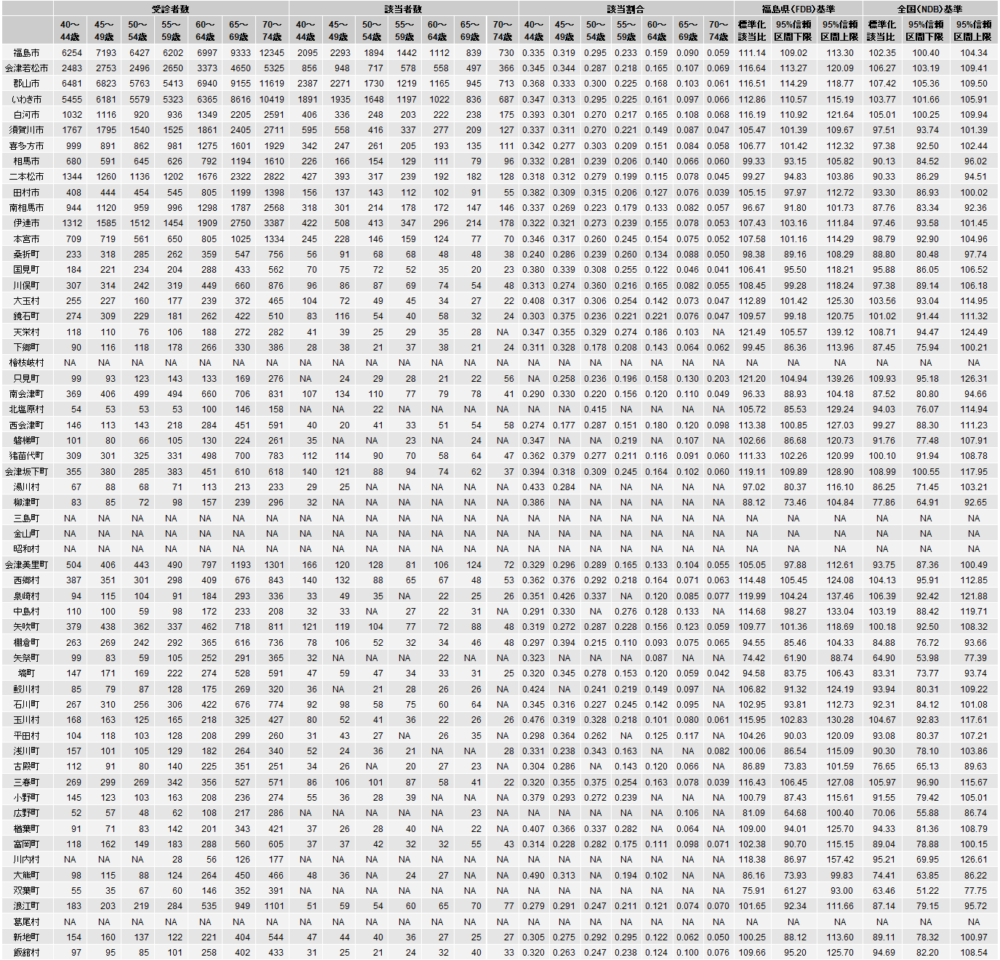 受診者数 該当者数 該当割合 福島県(FDB)基準 全国(NDB)基準
40～ 45～ 50～ 55～ 60～ 65～ 70～ 40～ 45～ 50～ 55～ 60～ 65～ 70～ 40～ 45～ 50～ 55～ 60～ 65～ 70～ 標準化 95%信頼 95%信頼 標準化 95%信頼 95%信頼
44歳 49歳 54歳 59歳 64歳 69歳 74歳 44歳 49歳 54歳 59歳 64歳 69歳 74歳 44歳 49歳 54歳 59歳 64歳 69歳 74歳 該当比 区間下限 区間上限 該当比 区間下限 区間上限
福島市 6254 7193 6427 6202 6997 9333 12345 2095 2293 1894 1442 1112 839 730 0.335 0.319 0.295 0.233 0.159 0.090 0.059 111.14 109.02 113.30 102.35 100.40 104.34
会津若松市 2483 2753 2496 2650 3373 4650 5325 856 948 717 578 558 497 366 0.345 0.344 0.287 0.218 0.165 0.107 0.069 116.64 113.27 120.09 106.27 103.19 109.41
郡山市 6481 6823 5763 5413 6940 9155 11619 2387 2271 1730 1219 1165 945 713 0.368 0.333 0.300 0.225 0.168 0.103 0.061 116.51 114.29 118.77 107.42 105.36 109.50
いわき市 5455 6181 5579 5323 6365 8616 10419 1891 1935 1648 1197 1022 836 687 0.347 0.313 0.295 0.225 0.161 0.097 0.066 112.86 110.57 115.19 103.77 101.66 105.91
白河市 1032 1116 920 936 1349 2205 2591 406 336 248 203 222 238 175 0.393 0.301 0.270 0.217 0.165 0.108 0.068 116.19 110.92 121.64 105.01 100.25 109.94
須賀川市 1767 1795 1540 1525 1861 2405 2711 595 558 416 337 277 209 127 0.337 0.311 0.270 0.221 0.149 0.087 0.047 105.47 101.39 109.67 97.51 93.74 101.39
喜多方市 999 891 862 981 1275 1601 1929 342 247 261 205 193 135 111 0.342 0.277 0.303 0.209 0.151 0.084 0.058 106.77 101.42 112.32 97.38 92.50 102.44
相馬市 680 591 645 626 792 1194 1610 226 166 154 129 111 79 96 0.332 0.281 0.239 0.206 0.140 0.066 0.060 99.33 93.15 105.82 90.13 84.52 96.02
二本松市 1344 1260 1136 1202 1676 2322 2822 427 393 317 239 192 182 128 0.318 0.312 0.279 0.199 0.115 0.078 0.045 99.27 94.83 103.86 90.33 86.29 94.51
田村市 408 444 454 545 805 1199 1398 156 137 143 112 102 91 55 0.382 0.309 0.315 0.206 0.127 0.076 0.039 105.15 97.97 112.72 93.30 86.93 100.02
南相馬市 944 1120 959 996 1298 1787 2568 318 301 214 178 172 147 146 0.337 0.269 0.223 0.179 0.133 0.082 0.057 96.67 91.80 101.73 87.76 83.34 92.36
伊達市 1312 1585 1512 1454 1909 2750 3387 422 508 413 347 296 214 178 0.322 0.321 0.273 0.239 0.155 0.078 0.053 107.43 103.16 111.84 97.46 93.58 101.45
本宮市 709 719 561 650 805 1025 1334 245 228 146 159 124 77 70 0.346 0.317 0.260 0.245 0.154 0.075 0.052 107.58 101.16 114.29 98.79 92.90 104.96
桑折町 233 318 285 262 359 547 756 56 91 68 68 48 48 38 0.240 0.286 0.239 0.260 0.134 0.088 0.050 98.38 89.16 108.29 88.80 80.48 97.74
国見町 184 221 234 204 288 433 562 70 75 72 52 35 20 23 0.380 0.339 0.308 0.255 0.122 0.046 0.041 106.41 95.50 118.21 95.88 86.05 106.52
川俣町 307 314 242 319 449 660 876 96 86 87 69 74 54 48 0.313 0.274 0.360 0.216 0.165 0.082 0.055 108.45 99.28 118.24 97.38 89.14 106.18
大玉村 255 227 160 177 239 372 465 104 72 49 45 34 27 22 0.408 0.317 0.306 0.254 0.142 0.073 0.047 112.89 101.42 125.30 103.56 93.04 114.95
鏡石町 274 309 229 181 262 422 510 83 116 54 40 58 32 24 0.303 0.375 0.236 0.221 0.221 0.076 0.047 109.57 99.18 120.75 101.02 91.44 111.32
天栄村 118 110 76 106 188 272 282 41 39 25 29 35 28 NA 0.347 0.355 0.329 0.274 0.186 0.103 NA 121.49 105.57 139.12 108.71 94.47 124.49
下郷町 90 116 118 178 266 330 386 28 38 21 37 38 21 24 0.311 0.328 0.178 0.208 0.143 0.064 0.062 99.45 86.36 113.96 87.45 75.94 100.21
檜枝岐村 NA NA NA NA NA NA NA NA NA NA NA NA NA NA NA NA NA NA NA NA NA NA NA NA NA NA NA
只見町 99 93 123 143 133 169 276 NA 24 29 28 21 22 56 NA 0.258 0.236 0.196 0.158 0.130 0.203 121.20 104.94 139.26 109.93 95.18 126.31
南会津町 369 406 499 494 660 706 831 107 134 110 77 79 78 41 0.290 0.330 0.220 0.156 0.120 0.110 0.049 96.33 88.93 104.18 87.52 80.80 94.66
北塩原村 54 53 53 53 100 146 158 NA NA 22 NA NA NA NA NA NA 0.415 NA NA NA NA 105.72 85.53 129.24 94.03 76.07 114.94
西会津町 146 113 143 218 284 451 591 40 20 41 33 51 54 58 0.274 0.177 0.287 0.151 0.180 0.120 0.098 113.38 100.85 127.03 99.27 88.30 111.23
磐梯町 101 80 66 105 130 224 261 35 NA NA 23 NA 24 NA 0.347 NA NA 0.219 NA 0.107 NA 102.66 86.68 120.73 91.76 77.48 107.91
猪苗代町 309 301 325 331 498 700 783 112 114 90 70 58 64 47 0.362 0.379 0.277 0.211 0.116 0.091 0.060 111.33 102.26 120.99 100.10 91.94 108.78
会津坂下町 355 380 285 383 451 610 618 140 121 88 94 74 62 37 0.394 0.318 0.309 0.245 0.164 0.102 0.060 119.11 109.89 128.90 108.99 100.55 117.95
湯川村 67 88 68 71 113 213 233 29 25 NA NA NA NA NA 0.433 0.284 NA NA NA NA NA 97.02 80.37 116.10 86.25 71.45 103.21
柳津町 83 85 72 98 157 239 296 32 NA NA NA NA NA NA 0.386 NA NA NA NA NA NA 88.12 73.46 104.84 77.86 64.91 92.65
三島町 NA NA NA NA NA NA NA NA NA NA NA NA NA NA NA NA NA NA NA NA NA NA NA NA NA NA NA
金山町 NA NA NA NA NA NA NA NA NA NA NA NA NA NA NA NA NA NA NA NA NA NA NA NA NA NA NA
昭和村 NA NA NA NA NA NA NA NA NA NA NA NA NA NA NA NA NA NA NA NA NA NA NA NA NA NA NA
会津美里町 504 406 443 490 797 1193 1301 166 120 128 81 106 124 72 0.329 0.296 0.289 0.165 0.133 0.104 0.055 105.05 97.88 112.61 93.75 87.36 100.49
西郷村 387 351 301 298 409 676 843 140 132 88 65 67 48 53 0.362 0.376 0.292 0.218 0.164 0.071 0.063 114.48 105.45 124.08 104.13 95.91 112.85
泉崎村 94 115 104 91 184 293 336 33 49 35 NA 22 25 26 0.351 0.426 0.337 NA 0.120 0.085 0.077 119.99 104.24 137.46 106.39 92.42 121.88
中島村 110 100 59 98 172 233 208 32 33 NA 27 22 31 NA 0.291 0.330 NA 0.276 0.128 0.133 NA 114.68 98.27 133.04 103.19 88.42 119.71
矢吹町 379 438 362 337 462 718 811 121 119 104 77 72 88 48 0.319 0.272 0.287 0.228 0.156 0.123 0.059 109.77 101.36 118.69 100.18 92.50 108.32
棚倉町 263 269 242 292 365 616 736 78 106 52 32 34 46 48 0.297 0.394 0.215 0.110 0.093 0.075 0.065 94.55 85.46 104.33 84.88 76.72 93.66
矢祭町 99 83 59 105 252 291 365 32 NA NA NA 22 NA NA 0.323 NA NA NA 0.087 NA NA 74.42 61.90 88.74 64.90 53.98 77.39
塙町 147 171 169 222 274 528 591 47 59 47 34 33 31 25 0.320 0.345 0.278 0.153 0.120 0.059 0.042 94.58 83.75 106.43 83.31 73.77 93.74
鮫川村 85 79 87 128 175 269 320 36 NA 21 28 26 26 NA 0.424 NA 0.241 0.219 0.149 0.097 NA 106.82 91.32 124.19 93.94 80.31 109.22
石川町 267 310 256 306 422 676 774 92 98 58 75 60 64 NA 0.345 0.316 0.227 0.245 0.142 0.095 NA 102.95 93.81 112.73 92.31 84.12 101.08
玉川村 168 163 125 165 218 325 427 80 52 41 36 22 26 26 0.476 0.319 0.328 0.218 0.101 0.080 0.061 115.95 102.83 130.28 104.67 92.83 117.61
平田村 104 118 103 128 208 299 260 31 43 27 NA 26 35 NA 0.298 0.364 0.262 NA 0.125 0.117 NA 104.26 90.03 120.09 93.08 80.37 107.21
浅川町 157 101 105 129 182 264 340 52 24 36 21 NA NA 28 0.331 0.238 0.343 0.163 NA NA 0.082 100.06 86.54 115.09 90.30 78.10 103.86
古殿町 112 91 80 140 225 351 251 34 26 NA 20 27 23 NA 0.304 0.286 NA 0.143 0.120 0.066 NA 86.89 73.83 101.59 76.65 65.13 89.63
三春町 269 299 269 342 356 527 571 86 106 101 87 58 41 22 0.320 0.355 0.375 0.254 0.163 0.078 0.039 116.43 106.45 127.08 105.97 96.90 115.67
小野町 145 123 103 163 208 236 274 55 36 28 39 NA NA NA 0.379 0.293 0.272 0.239 NA NA NA 100.79 87.43 115.61 91.55 79.42 105.01
広野町 52 57 48 62 108 217 286 NA NA NA NA NA 23 NA NA NA NA NA NA 0.106 NA 81.09 64.68 100.40 70.06 55.88 86.74
楢葉町 91 71 83 142 201 343 421 37 26 28 40 NA 22 NA 0.407 0.366 0.337 0.282 NA 0.064 NA 109.00 94.01 125.70 94.33 81.36 108.79
富岡町 118 162 149 183 288 560 605 37 37 42 32 32 55 43 0.314 0.228 0.282 0.175 0.111 0.098 0.071 102.38 90.70 115.15 89.04 78.88 100.15
川内村 NA NA NA 28 56 126 177 NA NA NA NA NA NA NA NA NA NA NA NA NA NA 118.38 86.97 157.42 95.21 69.95 126.61
大熊町 98 115 88 124 264 450 466 48 36 NA 24 27 NA NA 0.490 0.313 NA 0.194 0.102 NA NA 86.16 73.93 99.83 74.41 63.85 86.22
双葉町 55 35 67 60 146 352 391 NA NA NA NA NA NA NA NA NA NA NA NA NA NA 75.91 61.27 93.00 63.46 51.22 77.75
浪江町 183 203 219 284 535 949 1101 51 59 54 60 65 70 77 0.279 0.291 0.247 0.211 0.121 0.074 0.070 101.65 92.34 111.66 87.14 79.15 95.72
葛尾村 NA NA NA NA NA NA NA NA NA NA NA NA NA NA NA NA NA NA NA NA NA NA NA NA NA NA NA
新地町 154 160 137 122 221 404 544 47 44 40 36 27 25 27 0.305 0.275 0.292 0.295 0.122 0.062 0.050 100.25 88.12 113.60 89.11 78.32 100.97
飯舘村 97 95 85 101 258 402 433 31 25 21 24 32 40 33 0.320 0.263 0.247 0.238 0.124 0.100 0.076 109.66 95.20 125.70 94.69 82.20 108.54